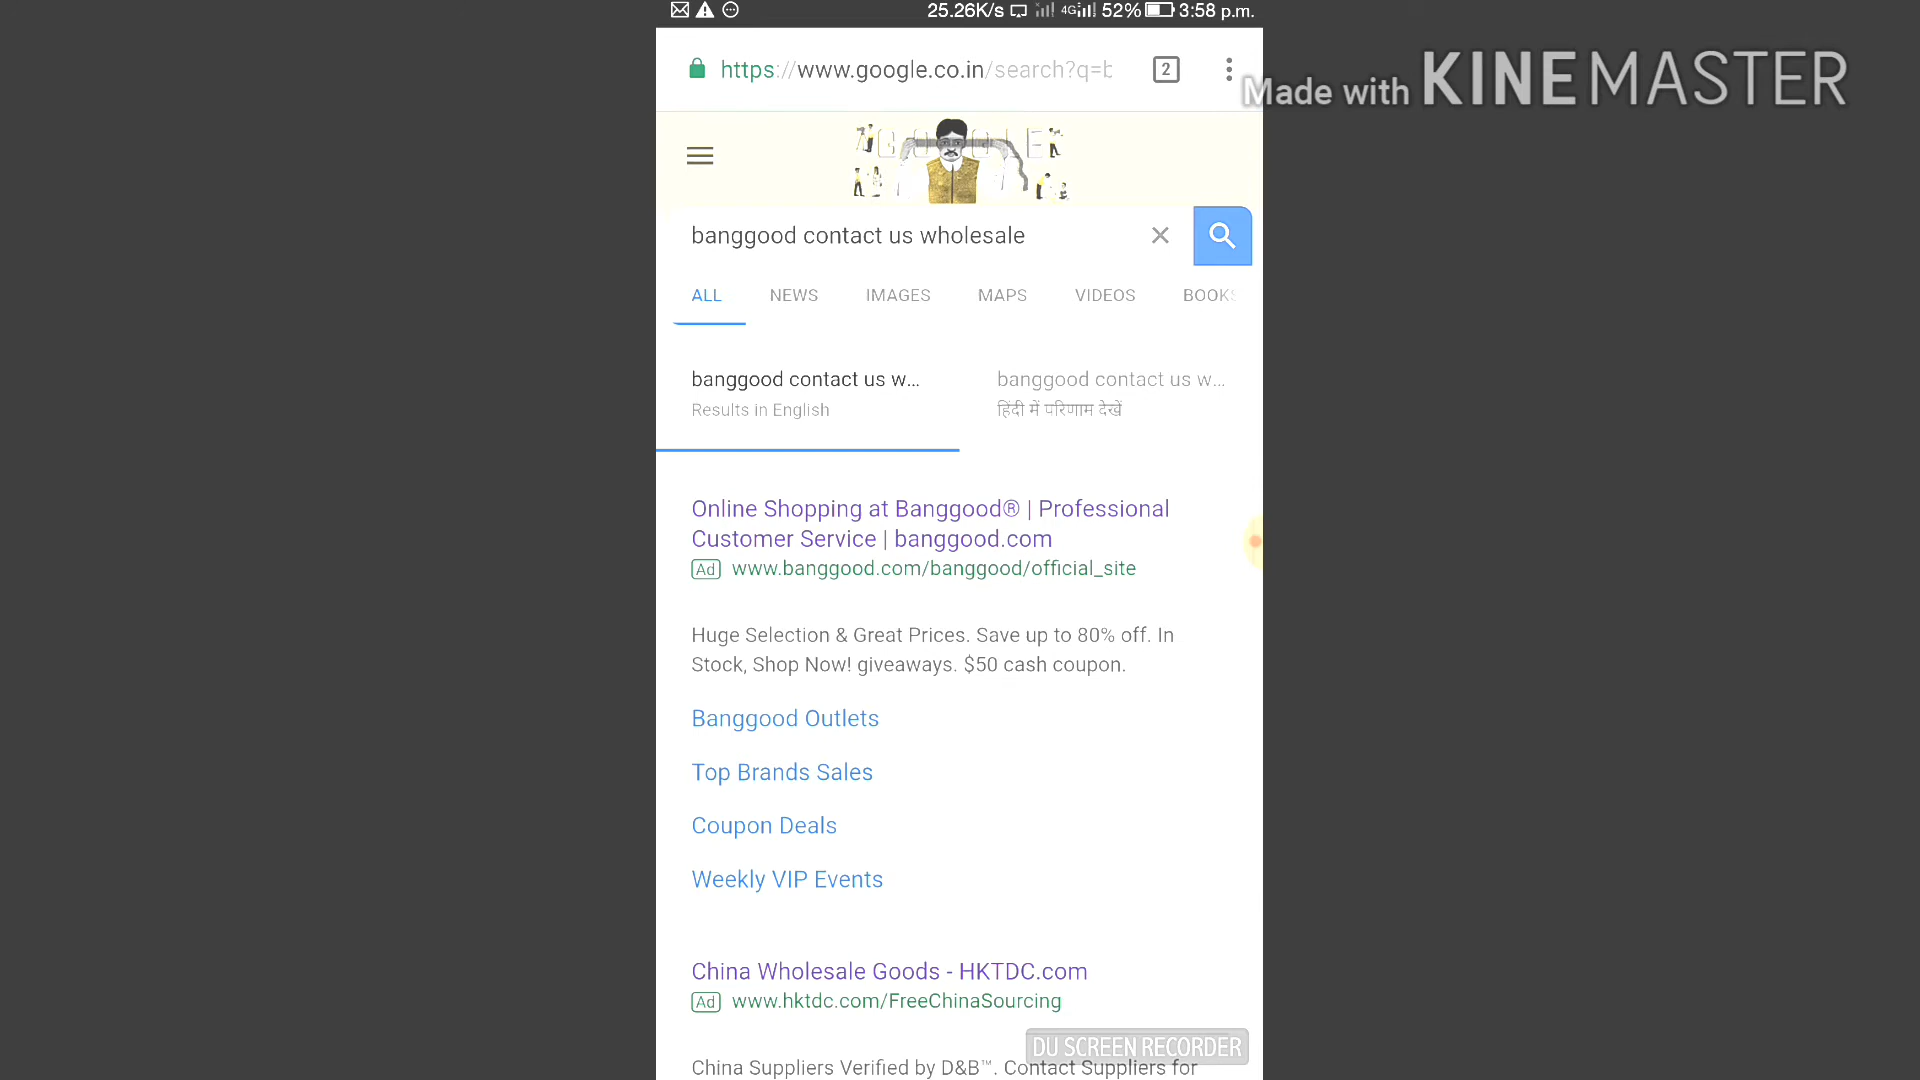 25.26K/s 4G 52% 3:58 p.m.
https://www.google.co.in/search?q=b
2
Made with KINEMASTER
GOOGLE
banggood contact us wholesale
ALL NEWS IMAGES MAPS VIDEOS BOOKS
banggood contact us w... banggood contact us w...
Results in English हिंदी में परिणाम देखें
Online Shopping at Banggood® | Professional
Customer Service | banggood.com
Ad www.banggood.com/banggood/official_site
Huge Selection & Great Prices. Save up to 80% off. In
Stock, Shop Now! giveaways. $50 cash coupon.
Banggood Outlets
Top Brands Sales
Coupon Deals
Weekly VIP Events
China Wholesale Goods - HKTDC.com
Ad www.hktdc.com/FreeChinaSourcing
DU SCREEN RECORDER
China Suppliers Verified by D&B™. Contact Suppliers for